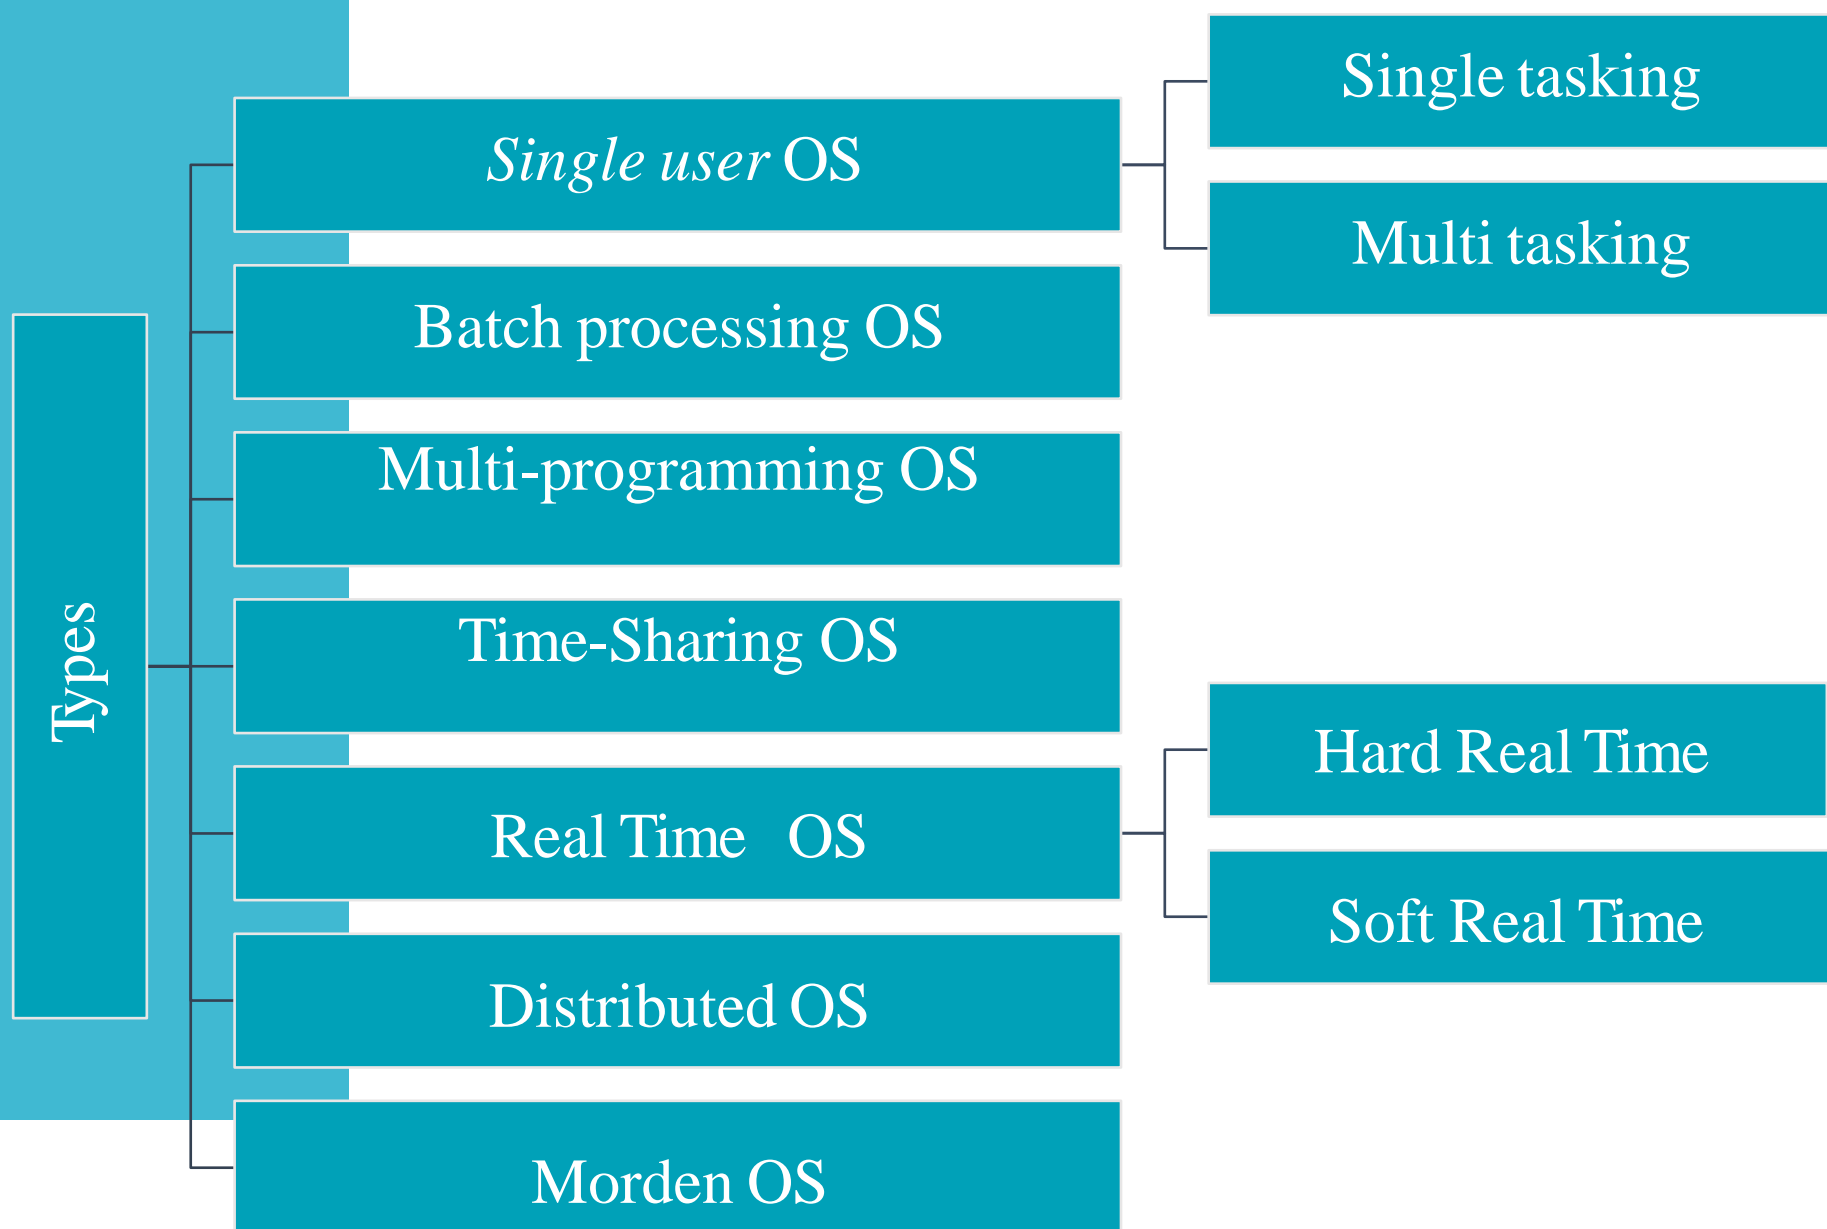 Types
Single user OS
Single tasking
Multi tasking
Batch processing OS
Multi-programming OS
Time-Sharing OS
Real Time OS
Hard Real Time
Soft Real Time
Distributed OS
Morden OS